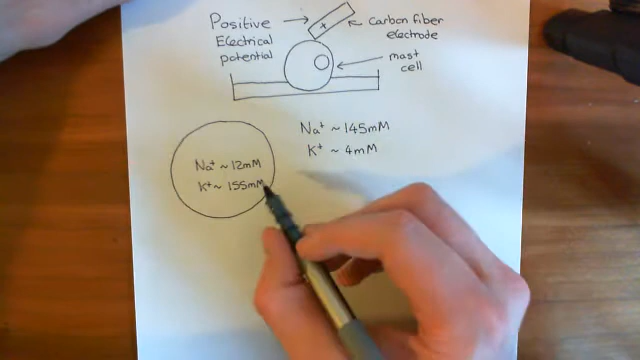 Positive
Electrical
potential
+
Carbon fiber
electrode
mast
cell
Na+ ~ 145mM
K+ ~ 4mM
Na+ ~ 12mM
K+ ~ 155mM